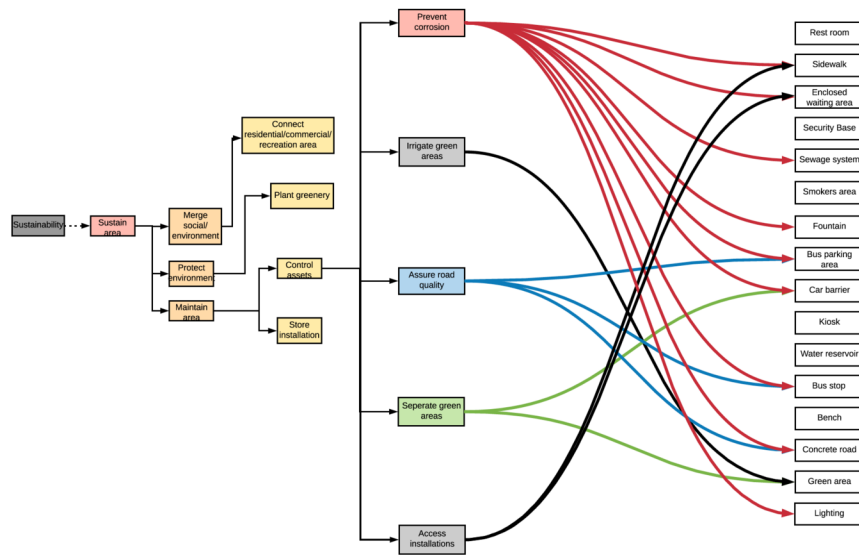 Sustainability
Sustain
area
Merge
social/
environment
Protect
environment
Maintain
area
Connect
residential/commercial/
recreation area
Plant greenery
Control
assets
Store
installation
Prevent
corrosion
Irrigate green
areas
Assure road
quality
Seperate green
areas
Access
installations
Rest room
Sidewalk
Enclosed
waiting area
Security Base
Sewage system
Smokers area
Fountain
Bus parking
area
Car barrier
Kiosk
Water reservoir
Bus stop
Bench
Concrete road
Green area
Lighting